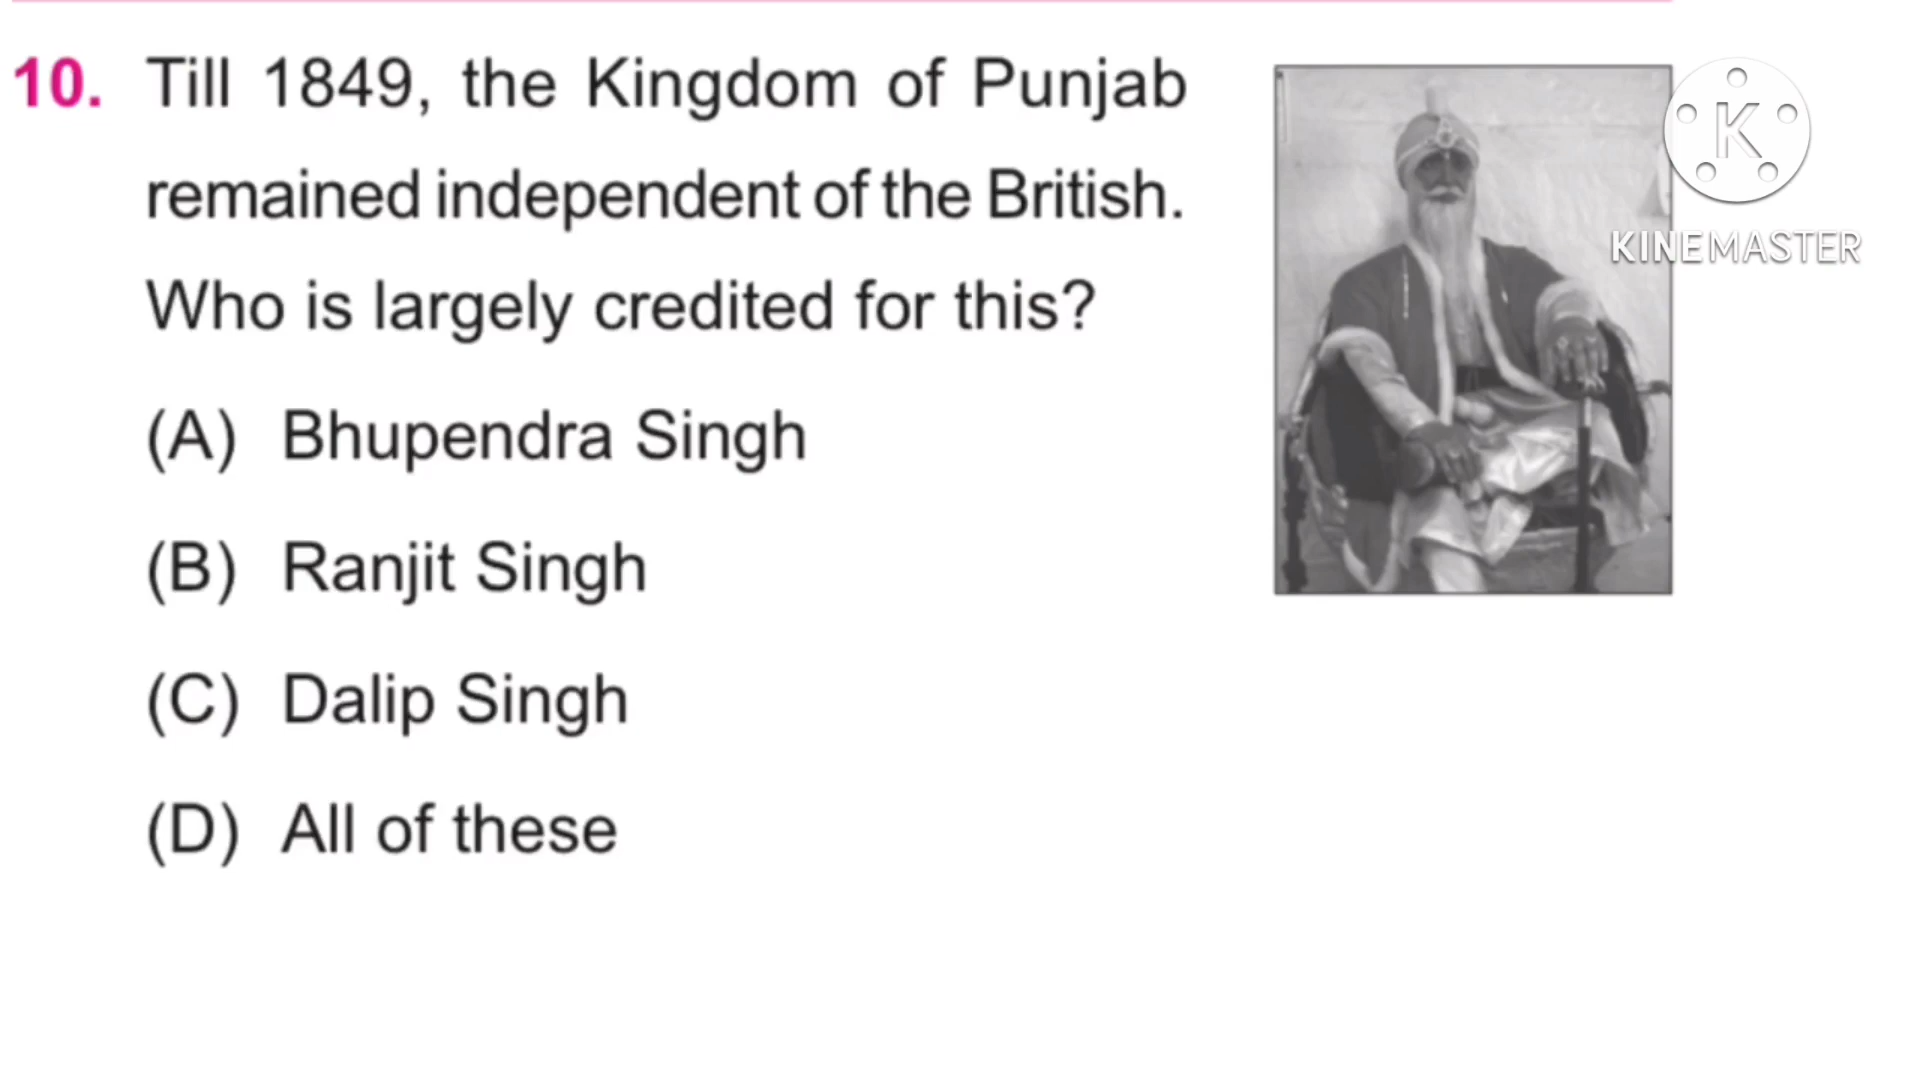 10. Till 1849, the Kingdom of Punjab
remained independent of the British.
Who is largely credited for this?
(A) Bhupendra Singh
(B) Ranjit Singh
(C) Dalip Singh
(D) All of these
K
KINEMASTER